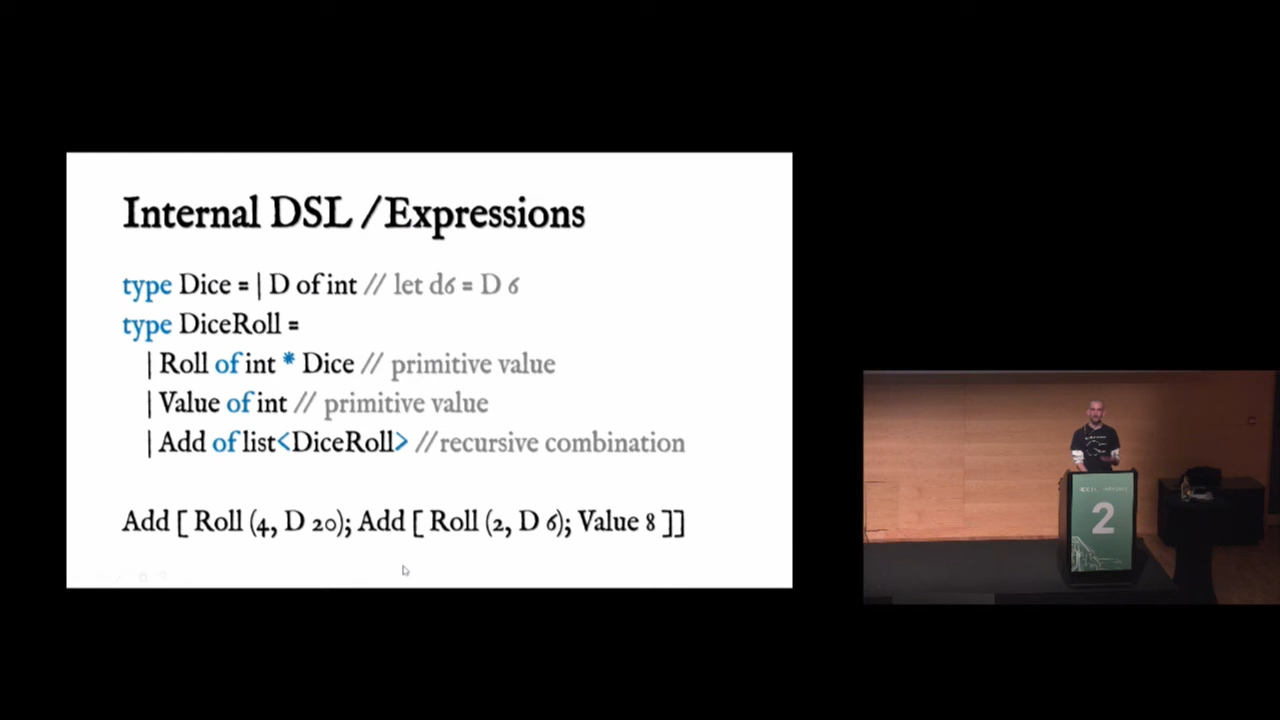 Internal DSL / Expressions
type Dice = | D of int // let d6 = D 6
type DiceRoll =
| Roll of int * Dice // primitive value
| Value of int // primitive value
| Add of list<DiceRoll> //recursive combination
Add [ Roll (4, D 20); Add [ Roll (2, D 6); Value 8 ]]
2